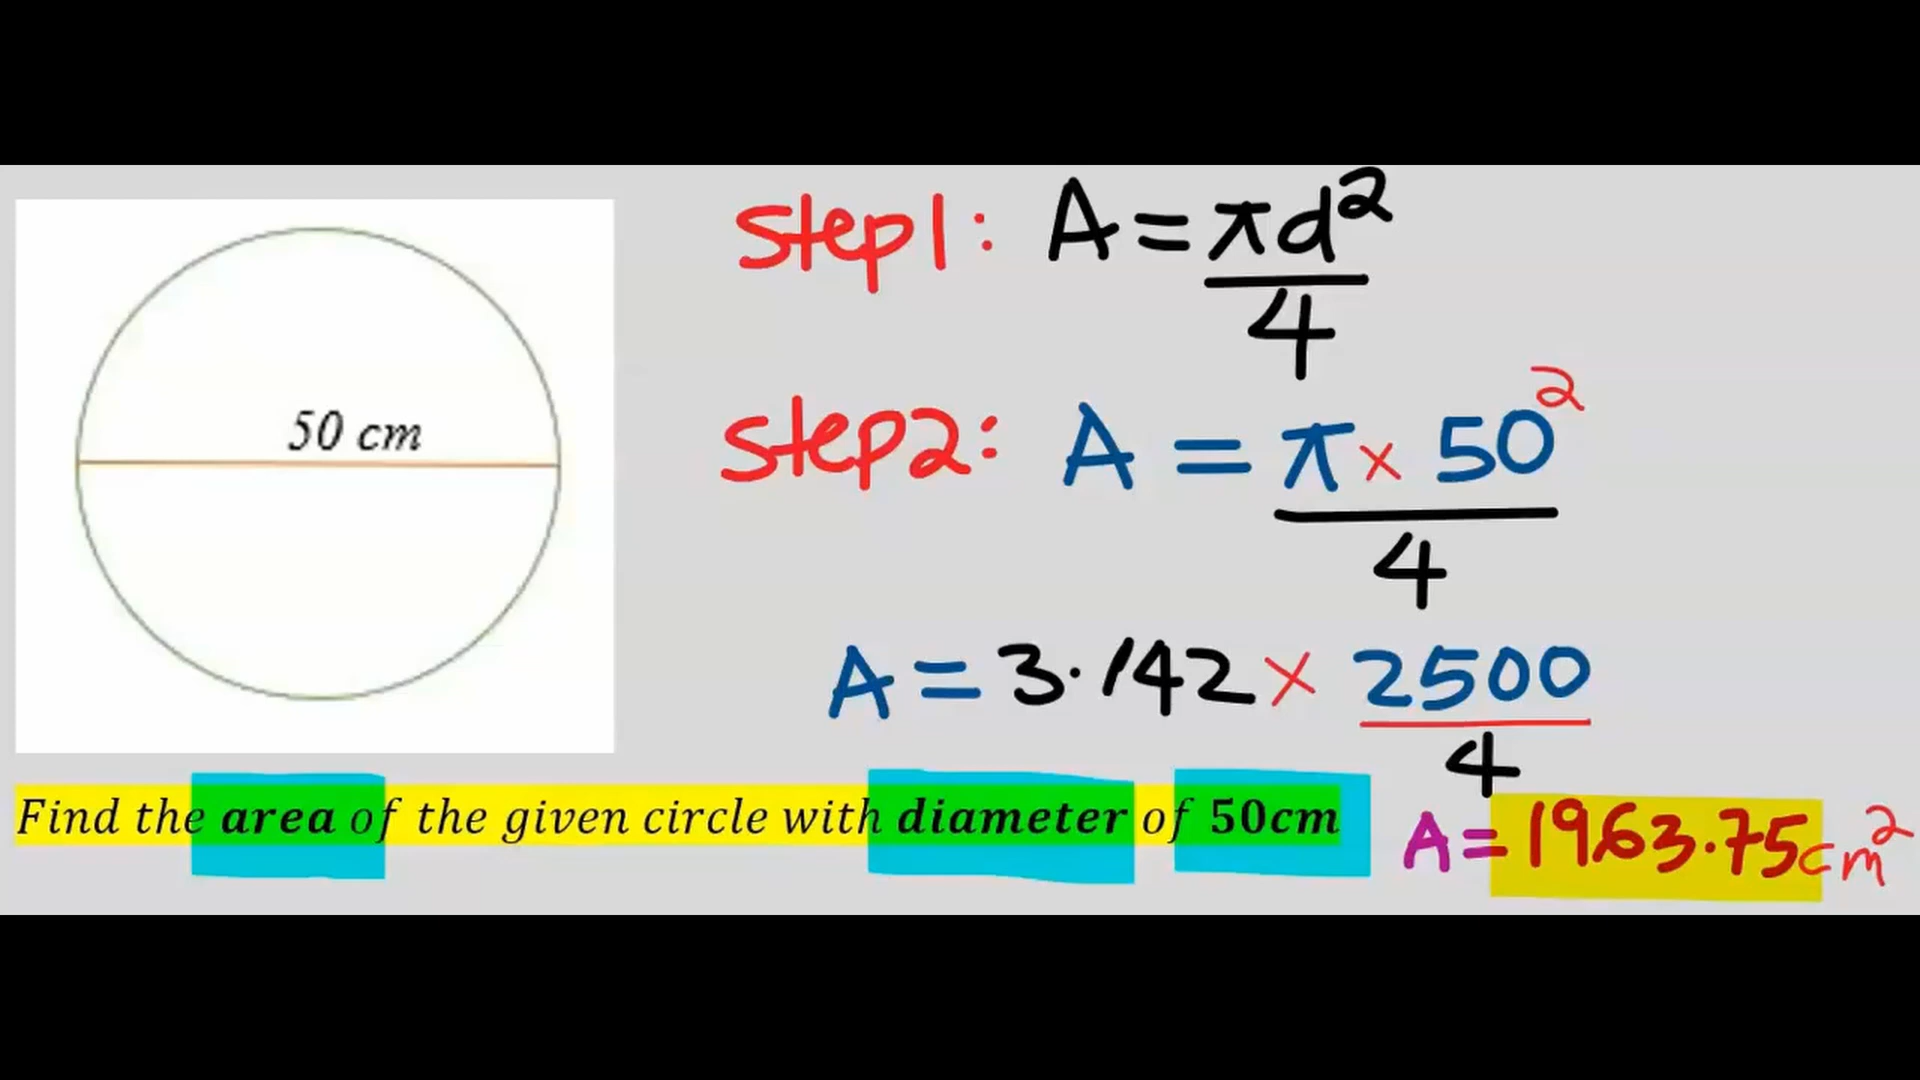 50 cm
Find the area of the given circle with diameter of 50cm
Step1: A = πd²
4
Step2: A = π × 50²
4
A = 3.142 × 2500
4
A = 1963.75cm²